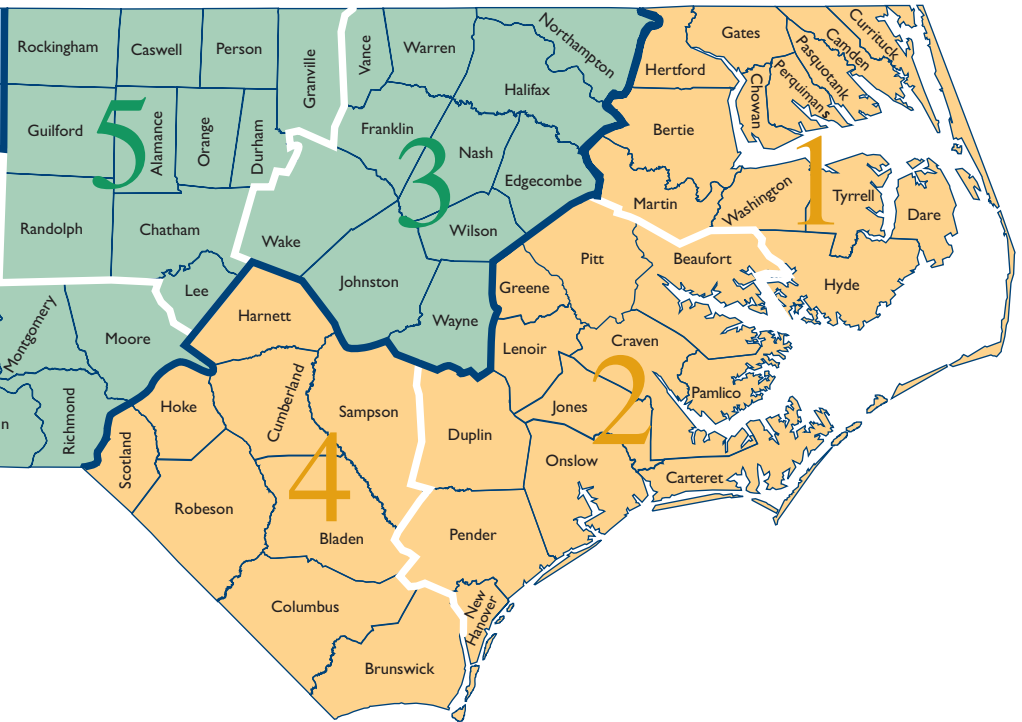 Rockingham
Caswell
Person
Granville
Vance
Warren
Northampton
Gates
Currituck
Camden
Pasquotank
Perquimans
Chowan
Hertford
Halifax
Bertie
Guilford
5
Alamance
Orange
Durham
Franklin
Nash
3
Edgecombe
Martin
Washington
1
Tyrrell
Dare
Randolph
Chatham
Wake
Wilson
Pitt
Beaufort
Hyde
Lee
Johnston
Greene
Harnett
Wayne
Montgomery
Moore
Lenoir
Craven
2
Pamlico
Hoke
Cumberland
Sampson
Jones
n
Richmond
Scotland
Duplin
Onslow
Carteret
4
Robeson
Bladen
Pender
Columbus
New
Hanover
Brunswick